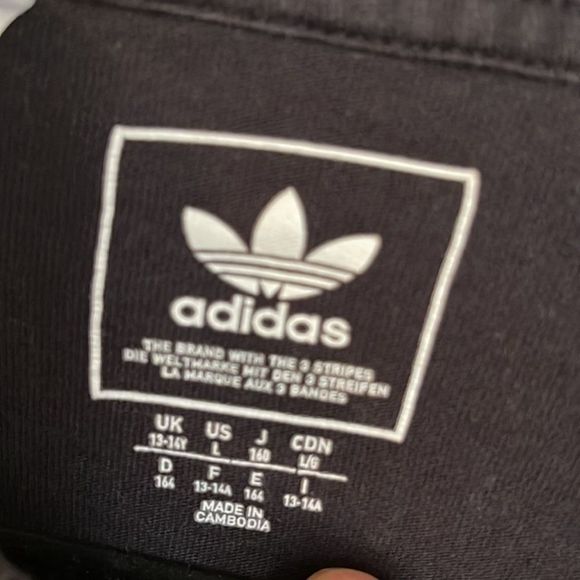 adidas
THE BRAND WITH THE 3 STRIPES
DIE WELTMARKE MIT DEN 3 STREIFEN
LA MARQUE AUX 3 BANDES
UK US J CDN
13-14Y L 160 L/G
D F E I
164 13-14A 164 13-14A
MADE IN
CAMBODIA